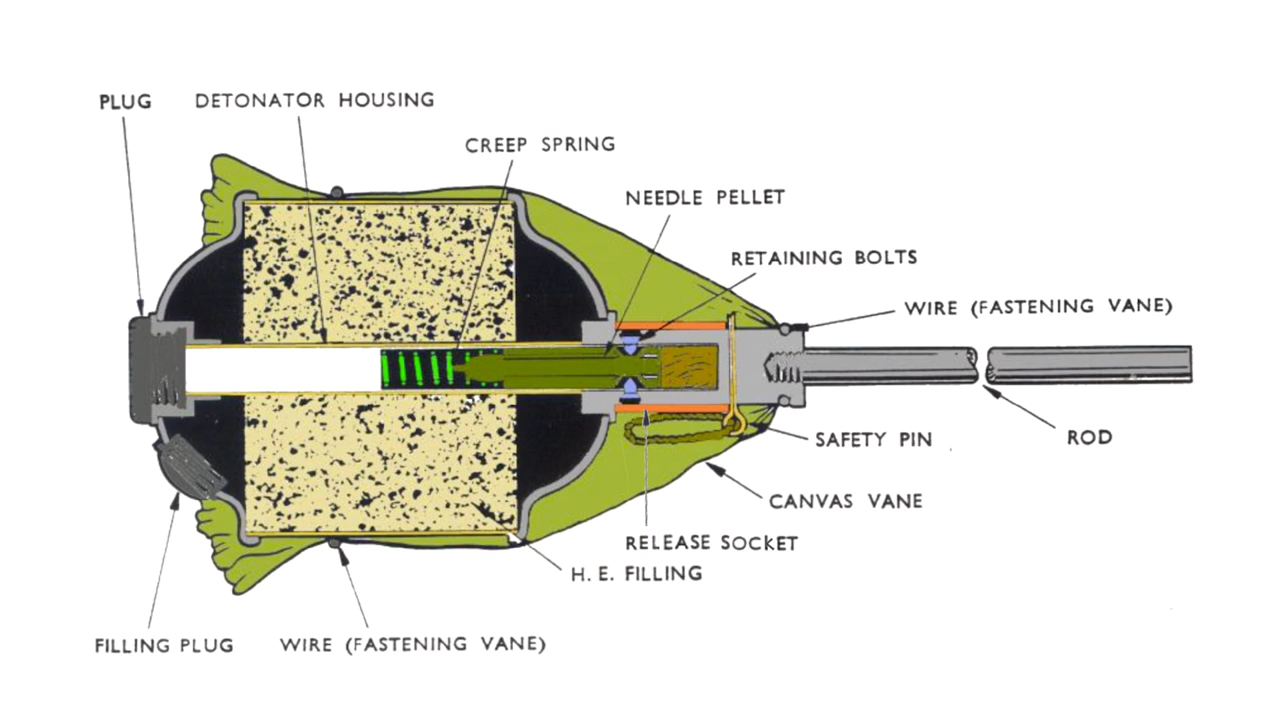 PLUG
DETONATOR HOUSING
CREEP SPRING
NEEDLE PELLET
RETAINING BOLTS
WIRE (FASTENING VANE)
ROD
SAFETY PIN
CANVAS VANE
RELEASE SOCKET
H. E. FILLING
FILLING PLUG
WIRE (FASTENING VANE)